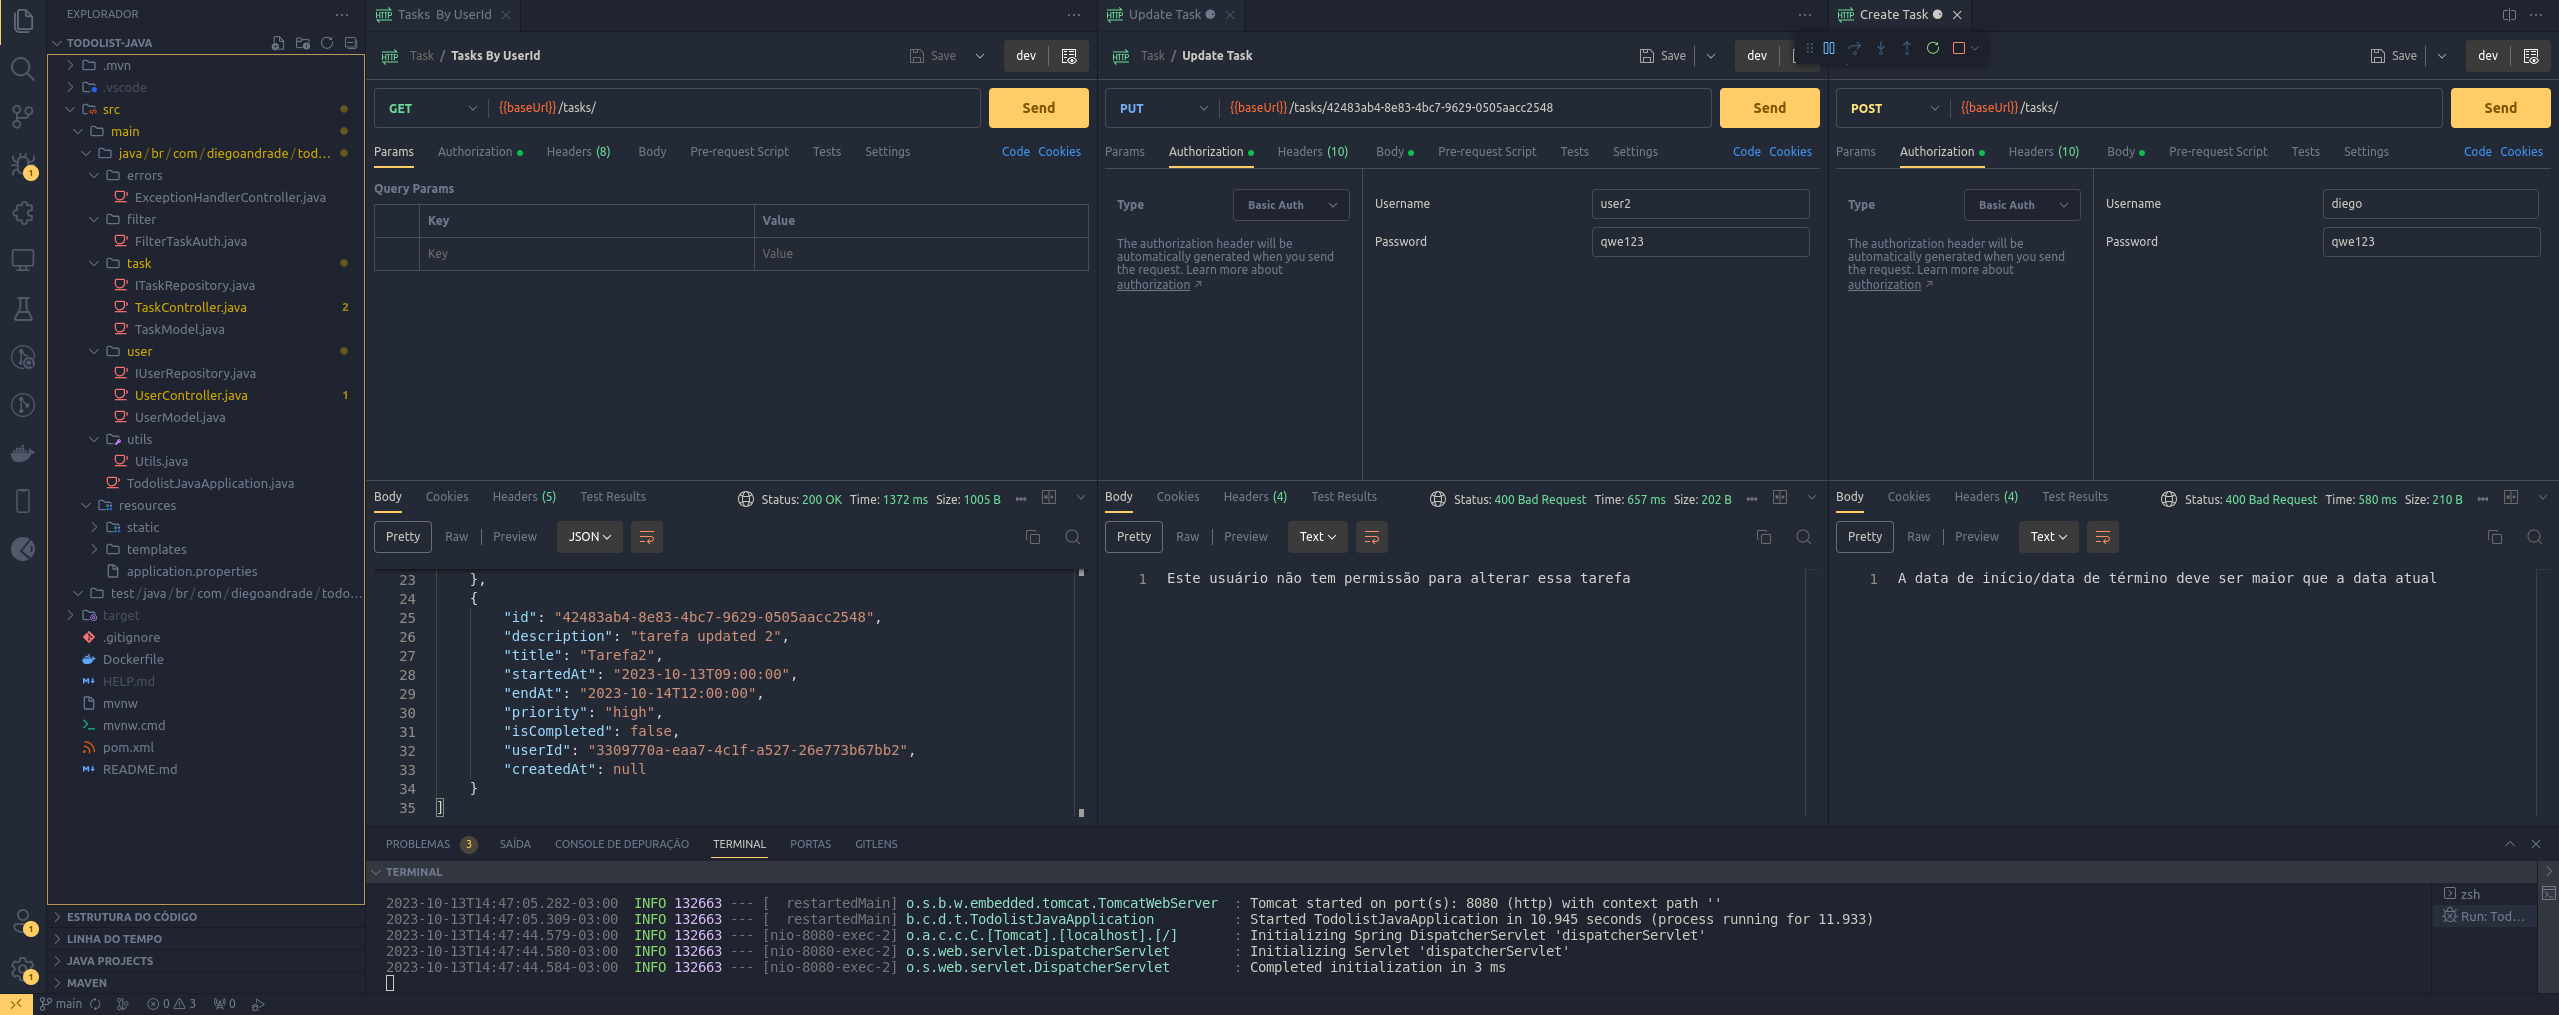 EXPLORADOR
TODOLIST-JAVA
.mvn
.vscode
src
main
java/br/com/diegoandrade/tod...
errors
ExceptionHandlerController.java
filter
FilterTaskAuth.java
task
ITaskRepository.java
TaskController.java 2
TaskModel.java
user
IUserRepository.java
UserController.java 1
UserModel.java
utils
Utils.java
TodolistJavaApplication.java
resources
static
templates
application.properties
test/java/br/com/diegoandrade/todo...
target
.gitignore
Dockerfile
HELP.md
mvnw
mvnw.cmd
pom.xml
README.md
ESTRUTURA DO CÓDIGO
LINHA DO TEMPO
JAVA PROJECTS
MAVEN
1
1
1
HTTP Tasks By UserId
HTTP Task / Tasks By UserId Save dev
GET {{baseUrl}}/tasks/ Send
Params Authorization Headers (8) Body Pre-request Script Tests Settings Code Cookies
Query Params
Key Value
Key Value
Body Cookies Headers (5) Test Results Status: 200 OK Time: 1372 ms Size: 1005 B
Pretty Raw Preview JSON
23 },
24 {
25 "id": "42483ab4-8e83-4bc7-9629-0505aacc2548",
26 "description": "tarefa updated 2",
27 "title": "Tarefa2",
28 "startedAt": "2023-10-13T09:00:00",
29 "endAt": "2023-10-14T12:00:00",
30 "priority": "high",
31 "isCompleted": false,
32 "userId": "3309770a-eaa7-4c1f-a527-26e773b67bb2",
33 "createdAt": null
34 }
35 ]
HTTP Update Task
HTTP Task / Update Task Save dev
PUT {{baseUrl}}/tasks/42483ab4-8e83-4bc7-9629-0505aacc2548 Send
Params Authorization Headers (10) Body Pre-request Script Tests Settings Code Cookies
Type Basic Auth
The authorization header will be
automatically generated when you send
the request. Learn more about
authorization ↗
Username user2
Password qwe123
Body Cookies Headers (4) Test Results Status: 400 Bad Request Time: 657 ms Size: 202 B
Pretty Raw Preview Text
1 Este usuário não tem permissão para alterar essa tarefa
HTTP Create Task
Save dev
POST {{baseUrl}}/tasks/ Send
Params Authorization Headers (10) Body Pre-request Script Tests Settings Code Cookies
Type Basic Auth
The authorization header will be
automatically generated when you send
the request. Learn more about
authorization ↗
Username diego
Password qwe123
Body Cookies Headers (4) Test Results Status: 400 Bad Request Time: 580 ms Size: 210 B
Pretty Raw Preview Text
1 A data de início/data de término deve ser maior que a data atual
PROBLEMAS 3 SAÍDA CONSOLE DE DEPURAÇÃO TERMINAL PORTAS GITLENS
TERMINAL
2023-10-13T14:47:05.282-03:00 INFO 132663 --- [ restartedMain] o.s.b.w.embedded.tomcat.TomcatWebServer : Tomcat started on port(s): 8080 (http) with context path ''
2023-10-13T14:47:05.309-03:00 INFO 132663 --- [ restartedMain] b.c.d.t.TodolistJavaApplication : Started TodolistJavaApplication in 10.945 seconds (process running for 11.933)
2023-10-13T14:47:44.579-03:00 INFO 132663 --- [nio-8080-exec-2] o.a.c.c.C.[Tomcat].[localhost].[/] : Initializing Spring DispatcherServlet 'dispatcherServlet'
2023-10-13T14:47:44.580-03:00 INFO 132663 --- [nio-8080-exec-2] o.s.web.servlet.DispatcherServlet : Initializing Servlet 'dispatcherServlet'
2023-10-13T14:47:44.584-03:00 INFO 132663 --- [nio-8080-exec-2] o.s.web.servlet.DispatcherServlet : Completed initialization in 3 ms
zsh
Run: Tod...
main 0 3 0